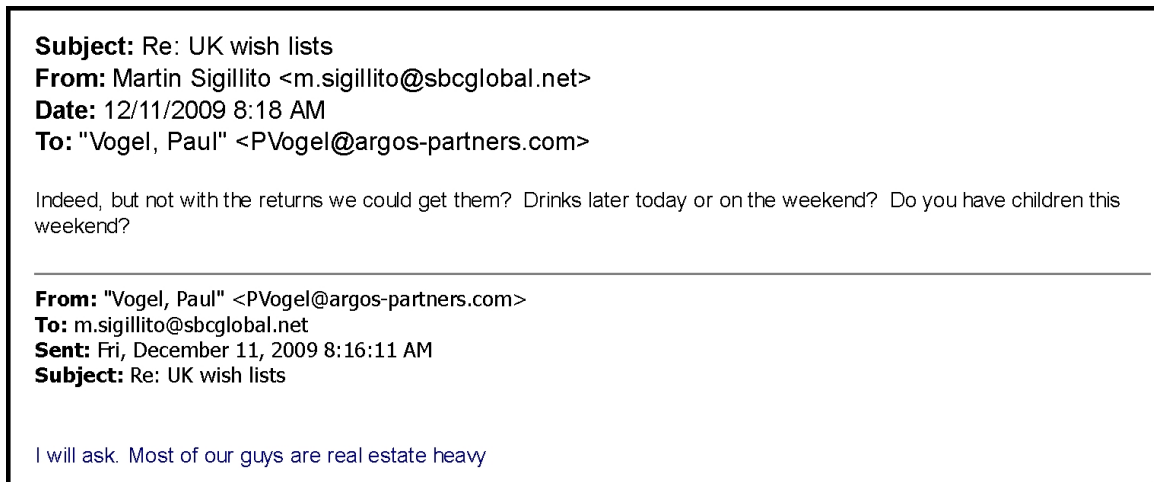 Subject: Re: UK wish lists
From: Martin Sigillito <m.sigillito@sbcglobal.net>
Date: 12/11/2009 8:18 AM
To: "Vogel, Paul" <PVogel@argos-partners.com>
Indeed, but not with the returns we could get them? Drinks later today or on the weekend? Do you have children this
weekend?
From: "Vogel, Paul" <PVogel@argos-partners.com>
To: m.sigillito@sbcglobal.net
Sent: Fri, December 11, 2009 8:16:11 AM
Subject: Re: UK wish lists
I will ask. Most of our guys are real estate heavy